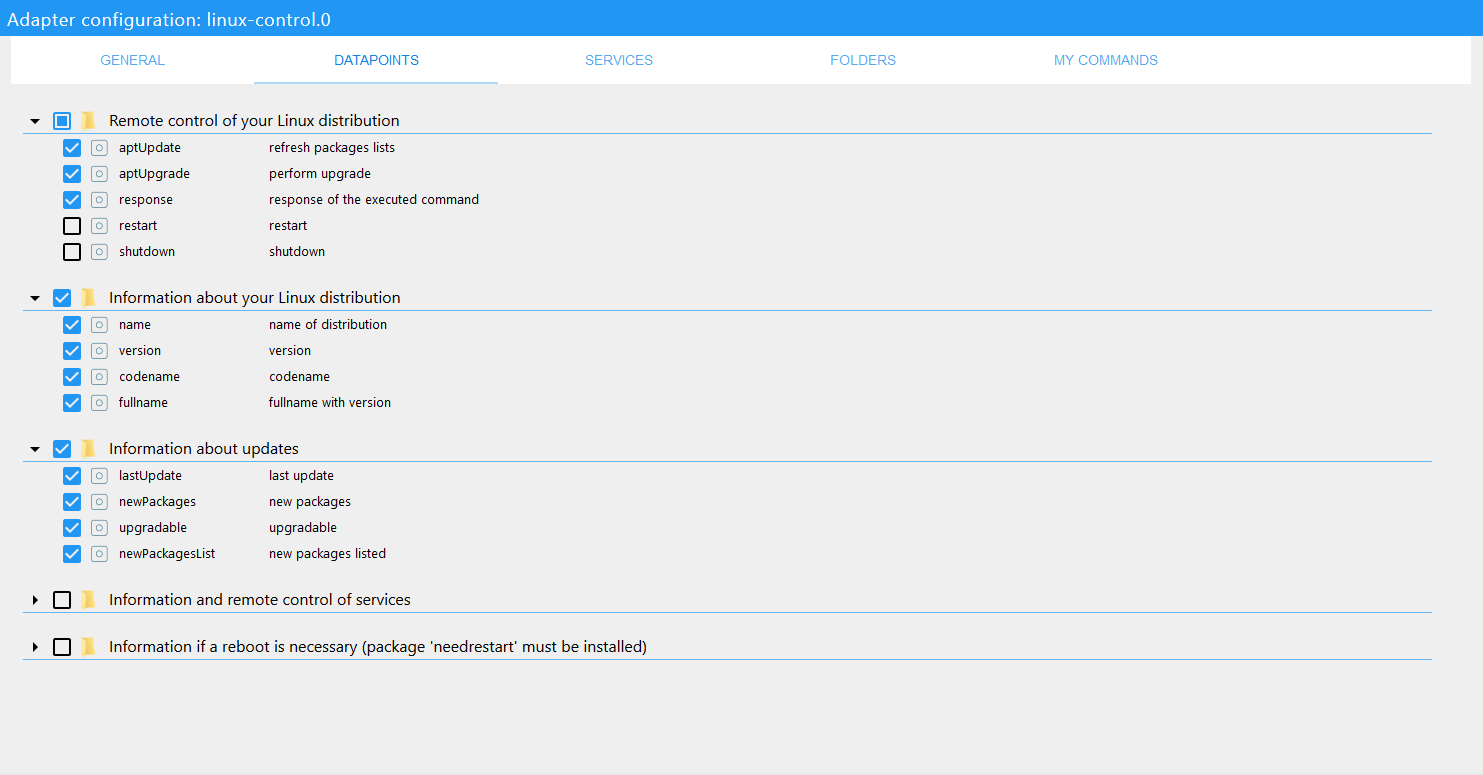 Adapter configuration: linux-control.0
GENERAL DATAPOINTS SERVICES FOLDERS MY COMMANDS
Remote control of your Linux distribution
aptUpdate refresh packages lists
aptUpgrade perform upgrade
response response of the executed command
restart restart
shutdown shutdown
Information about your Linux distribution
name name of distribution
version version
codename codename
fullname fullname with version
Information about updates
lastUpdate last update
newPackages new packages
upgradable upgradable
newPackagesList new packages listed
Information and remote control of services
Information if a reboot is necessary (package 'needrestart' must be installed)